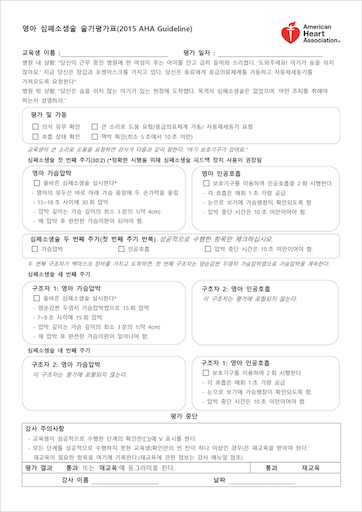 영아 심폐소생술 술기평가표(2015 AHA Guideline)
American
Heart
Association®
교육생 이름 :
평가 일자 :
병원 내 상황: "당신이 근무 중인 병원에 한 여성이 우는 아이를 안고 급히 들어와 소리쳤다. '도와주세요! 아기가 숨을 쉬지
않아요.' 지금 당신은 장갑과 포켓마스크를 가지고 있다. 당신은 동료에게 응급의료체계를 가동하고 자동제세동기를
가져오도록 요청한다"
병원 밖 상황: "당신은 숨을 쉬지 않는 아기가 있는 현장에 도착했다. 목격자 심폐소생술은 없었으며, 어떤 조치를 취해야
하는지 설명하라."
평가 및 가동
□ 의식 유무 확인 □ 큰 소리로 도움 요청/응급의료체계 가동/ 자동제세동기 요청
□ 호흡 상태 확인 □ 맥박 확인(최소 5초에서 10초 미만)
교육생이 큰 소리로 도움을 요청하면 강사가 다음과 같이 말한다. "여기 보호기구가 있어요."
심폐소생술 첫 번째 주기(30:2) (*정확한 시행을 위해 심폐소생술 피드백 장치 사용이 권장됨
영아 가슴압박
□ 올바른 심폐소생술 실시한다*
- 영아의 유두선 바로 아래 가슴 중앙에 두 손가락을 올림
- 15~18초 사이에 30회 압박
- 압박 깊이는 가슴 깊이의 최소 3분의 1(약 4cm)
- 매 압박 후 완전한 가슴이완이 되어야 함.
영아 인공호흡
□ 보호기구를 이용하여 인공호흡을 2회 시행한다.
- 각 호흡은 매회 1초 가량 공급
- 눈으로 보기에 가슴팽창이 확인되도록 함.
- 압박 중단 시간은 10초 미만이여야 함.
심폐소생술 두 번째 주기(첫 번째 주기 반복) 성공적으로 수행한 항목만 체크하십시오.
□ 가슴압박 □ 인공호흡 □ 압박 중단 시간은 10초 미만이여야 함.
두 번째 구조자가 백마스크 장비를 가지고 도착하면, 첫 번째 구조자는 양손감싼 두엄지 가슴압박법으로 가슴압박을 계속한다.
심폐소생술 세 번째 주기
구조자 1: 영아 가슴압박
□ 올바른 심폐소생술 실시한다*
- 양손감싼 두엄지 가슴압박법으로 15회 압박
- 7~9초 사이에 15회 압박
- 압박 깊이는 가슴 깊이의 최소 3분의 1(약 4cm)
- 매 압박 후 완전한 가슴이완이 일어나야 함.
구조자 2: 영아 인공호흡
이 구조자는 평가에 포함되지 않는다.
심폐소생술 네 번째 주기
구조자 2: 영아 가슴압박
이 구조자는 평가에 포함되지 않는다.
구조자 1: 영아 인공호흡
□ 보호기구를 이용하여 2회 시행한다.
- 각 호흡은 매회 1초 가량 공급
- 눈으로 보기에 가슴팽창이 확인되도록 함.
- 압박 중단 시간은 10초 미만이여야 함.
평가 중단
강사 주의사항
- 교육생이 성공적으로 수행한 단계의 확인란(□)에 V 표시를 한다.
- 모든 단계를 성공적으로 수행하지 못한 교육생(확인란의 빈 칸이 하나 이상인 경우)은 재교육을 받아야 한다.
재교육이 필요한 항목을 여기에 기록한다.(재교육에 관한 정보는 강사 매뉴얼 참조).
평가 결과 '통과' 또는 '재교육'에 동그라미를 친다. 통과 재교육
강사 이름 날짜